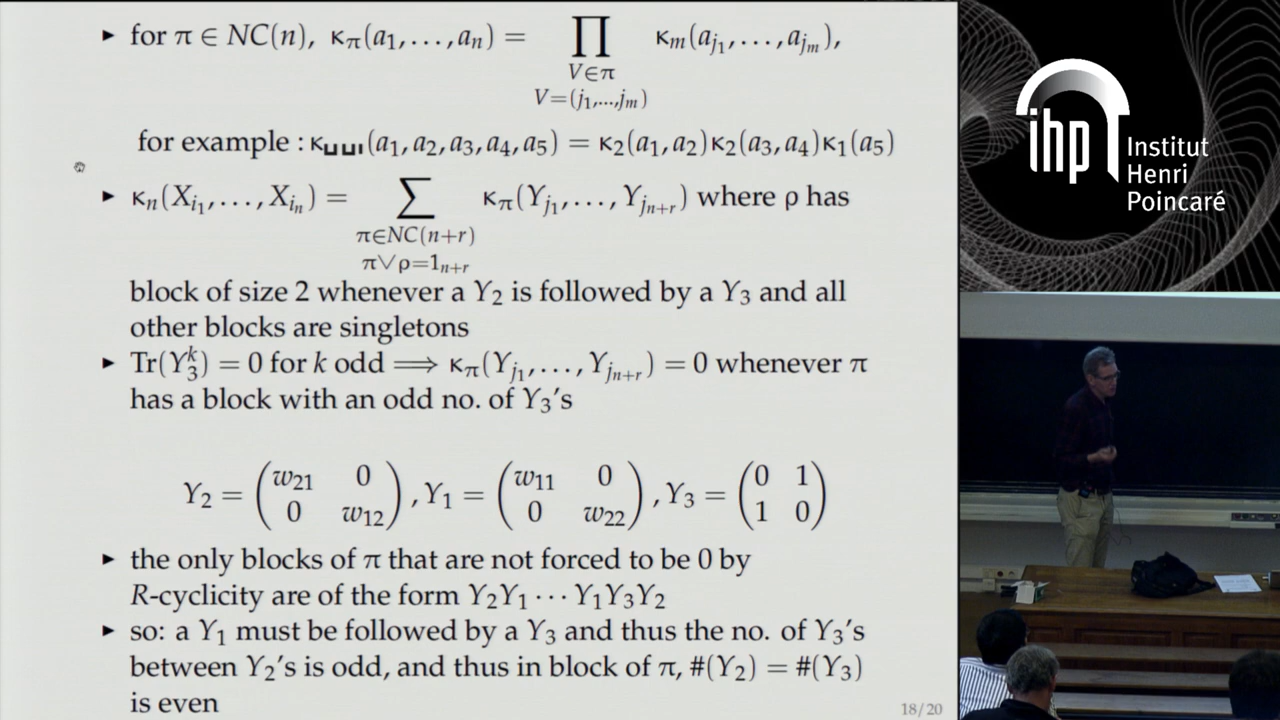 ▸ for π ∈ NC(n), κ_π(a_1, …, a_n) = ∏_{V∈π, V=(j_1,…,j_m)} κ_m(a_{j_1}, …, a_{j_m}),
for example : κ_{⊔⊔ı}(a_1, a_2, a_3, a_4, a_5) = κ_2(a_1, a_2)κ_2(a_3, a_4)κ_1(a_5)
▸ κ_n(X_{i_1}, …, X_{i_n}) = ∑_{π∈NC(n+r), π∨ρ=1_{n+r}} κ_π(Y_{j_1}, …, Y_{j_{n+r}}) where ρ has
block of size 2 whenever a Y_2 is followed by a Y_3 and all
other blocks are singletons
▸ Tr(Y_3^k) = 0 for k odd ⟹ κ_π(Y_{j_1}, …, Y_{j_{n+r}}) = 0 whenever π
has a block with an odd no. of Y_3's
Y_2 = (w_21 0 / 0 w_12), Y_1 = (w_11 0 / 0 w_22), Y_3 = (0 1 / 1 0)
▸ the only blocks of π that are not forced to be 0 by
R-cyclicity are of the form Y_2Y_1 ⋯ Y_1Y_3Y_2
▸ so: a Y_1 must be followed by a Y_3 and thus the no. of Y_3's
between Y_2's is odd, and thus in block of π, #(Y_2) = #(Y_3)
is even
18/20
ihp
Institut
Henri
Poincaré